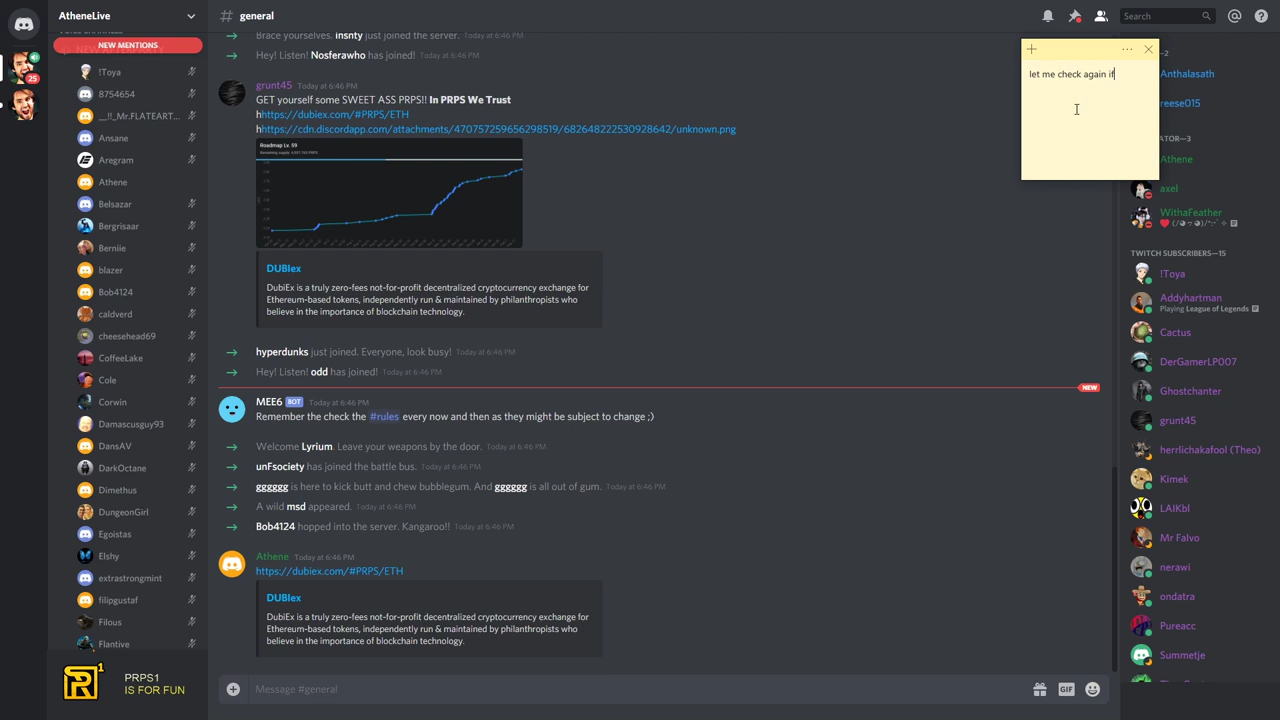 AtheneLive
NEW MENTIONS
25
!Toya
8754654
__!!_Mr.FLATEART...
Ansane
Aregram
Athene
Belsazar
Bergrisaar
Berniie
blazer
Bob4124
caldverd
cheesehead69
CoffeeLake
Cole
Corwin
Damascusguy93
DansAV
DarkOctane
Dimethus
DungeonGirl
Egoistas
Elshy
extrastrongmint
filipgustaf
Filous
Flantive
PRPS1
IS FOR FUN
# general
Brace yourselves. insnty just joined the server. Today at 6:46 PM
Hey! Listen! Nosferawho has joined! Today at 6:46 PM
grunt45 Today at 6:46 PM
GET yourself some SWEET ASS PRPS!! In PRPS We Trust
hhttps://dubiex.com/#PRPS/ETH
hhttps://cdn.discordapp.com/attachments/470757259656298519/682648222530928642/unknown.png
Roadmap Lv. 59
DUBIex
DubiEx is a truly zero-fees not-for-profit decentralized cryptocurrency exchange for
Ethereum-based tokens, independently run & maintained by philanthropists who
believe in the importance of blockchain technology.
hyperdunks just joined. Everyone, look busy! Today at 6:46 PM
Hey! Listen! odd has joined! Today at 6:46 PM
NEW
MEE6 BOT Today at 6:46 PM
Remember the check the #rules every now and then as they might be subject to change ;)
Welcome Lyrium. Leave your weapons by the door. Today at 6:46 PM
unFsociety has joined the battle bus. Today at 6:46 PM
gggggg is here to kick butt and chew bubblegum. And gggggg is all out of gum. Today at 6:46 PM
A wild msd appeared. Today at 6:46 PM
Bob4124 hopped into the server. Kangaroo!! Today at 6:46 PM
Athene Today at 6:46 PM
https://dubiex.com/#PRPS/ETH
DUBIex
DubiEx is a truly zero-fees not-for-profit decentralized cryptocurrency exchange for
Ethereum-based tokens, independently run & maintained by philanthropists who
believe in the importance of blockchain technology.
Message #general
GIF
Search
let me check again if
-2
Anthalasath
reese015
ATOR—3
Athene
axel
WithaFeather
TWITCH SUBSCRIBERS—15
!Toya
Addyhartman
Playing League of Legends
Cactus
DerGamerLP007
Ghostchanter
grunt45
herrlichakafool (Theo)
Kimek
LAIKbl
Mr Falvo
nerawi
ondatra
Pureacc
Summetje